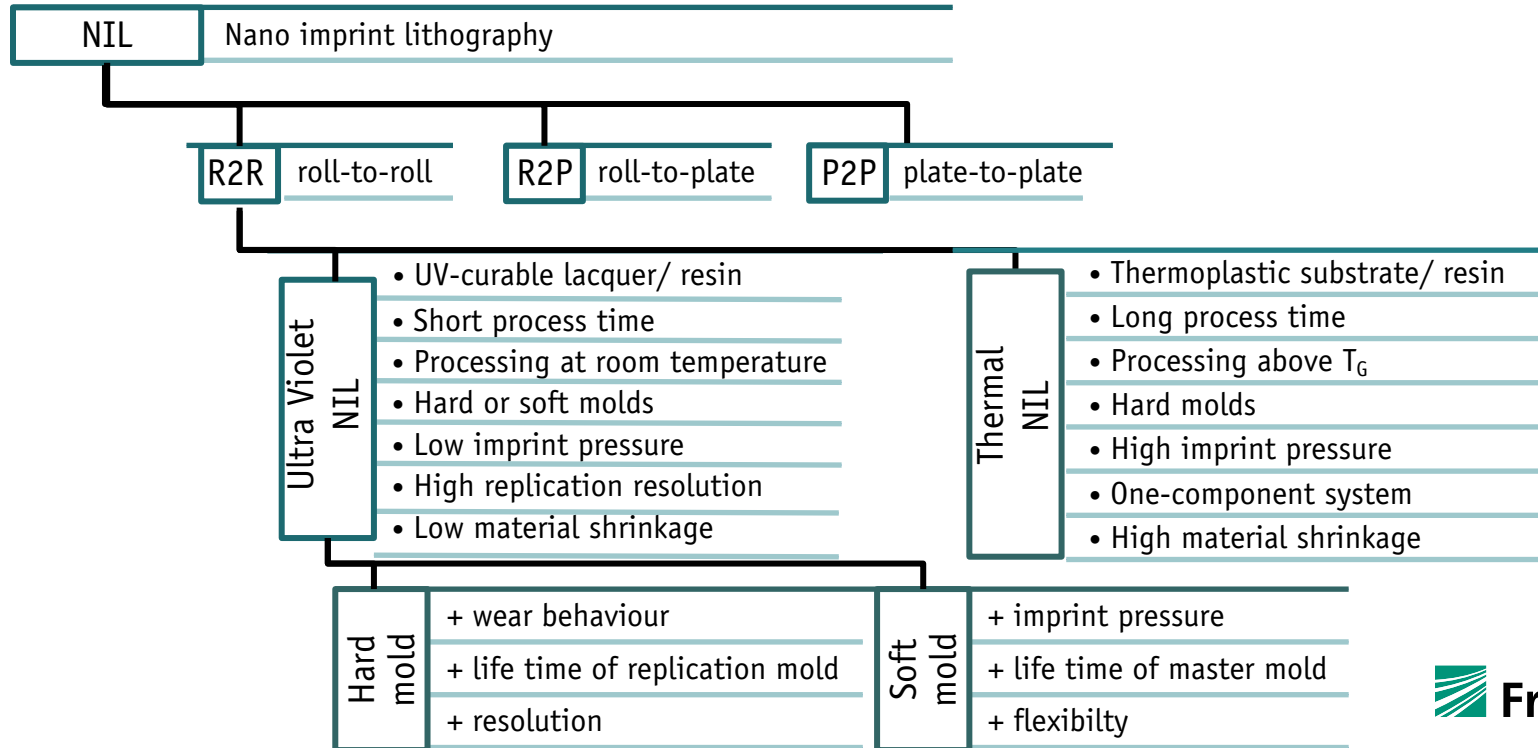 NIL Nano imprint lithography
R2R roll-to-roll R2P roll-to-plate P2P plate-to-plate
Ultra Violet
NIL
• UV-curable lacquer/ resin
• Short process time
• Processing at room temperature
• Hard or soft molds
• Low imprint pressure
• High replication resolution
• Low material shrinkage
Thermal
NIL
• Thermoplastic substrate/ resin
• Long process time
• Processing above TG
• Hard molds
• High imprint pressure
• One-component system
• High material shrinkage
Hard
mold
+ wear behaviour
+ life time of replication mold
+ resolution
Soft
mold
+ imprint pressure
+ life time of master mold
+ flexibilty
Fr